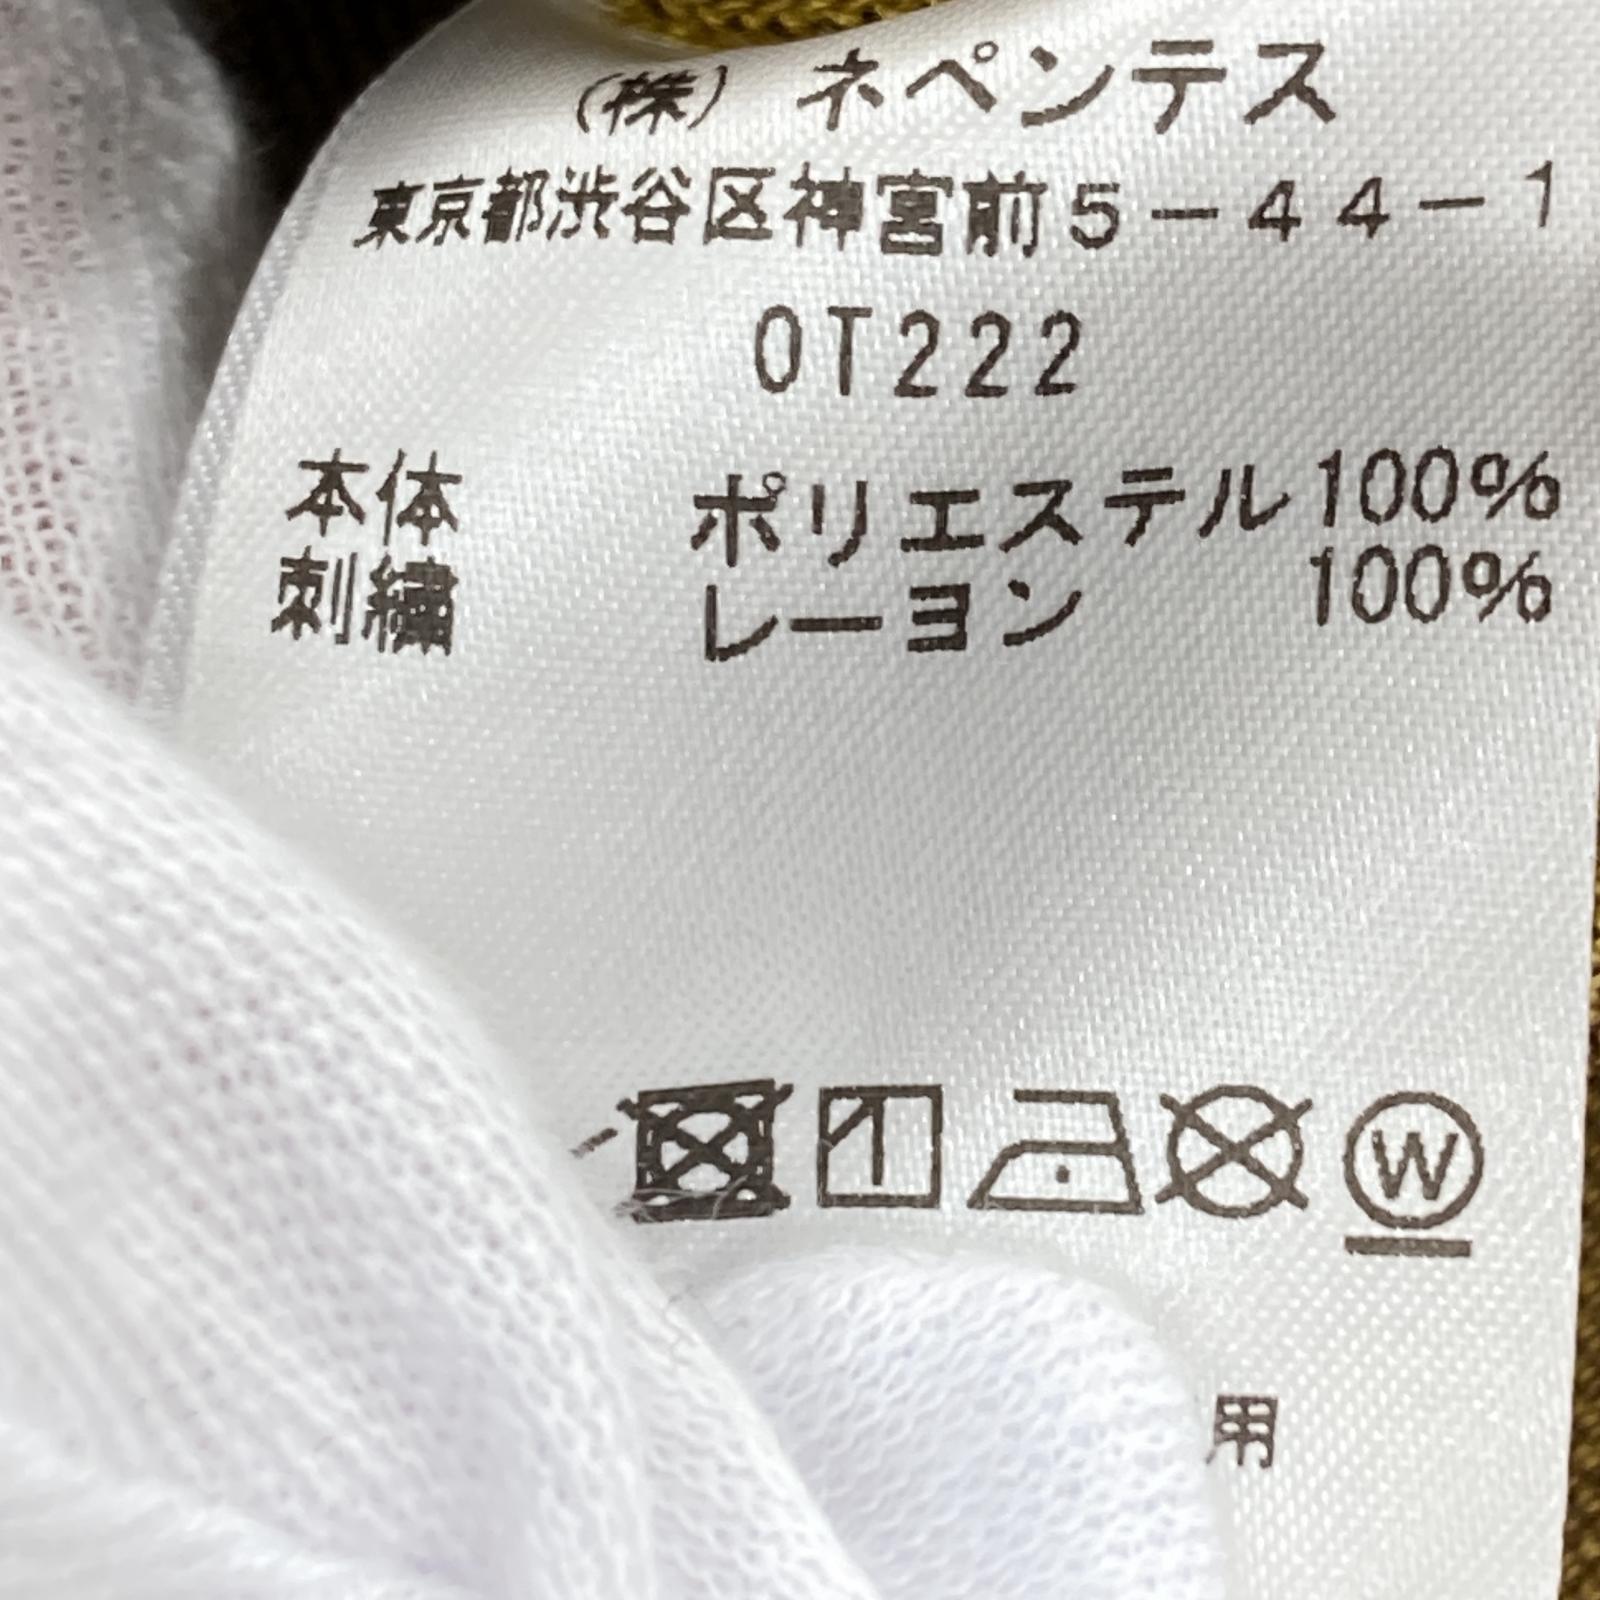 （株）ネペンテス
東京都渋谷区神宮前５－４４－１
OT222
本体 ポリエステル100%
刺繍 レーヨン 100%
W
用